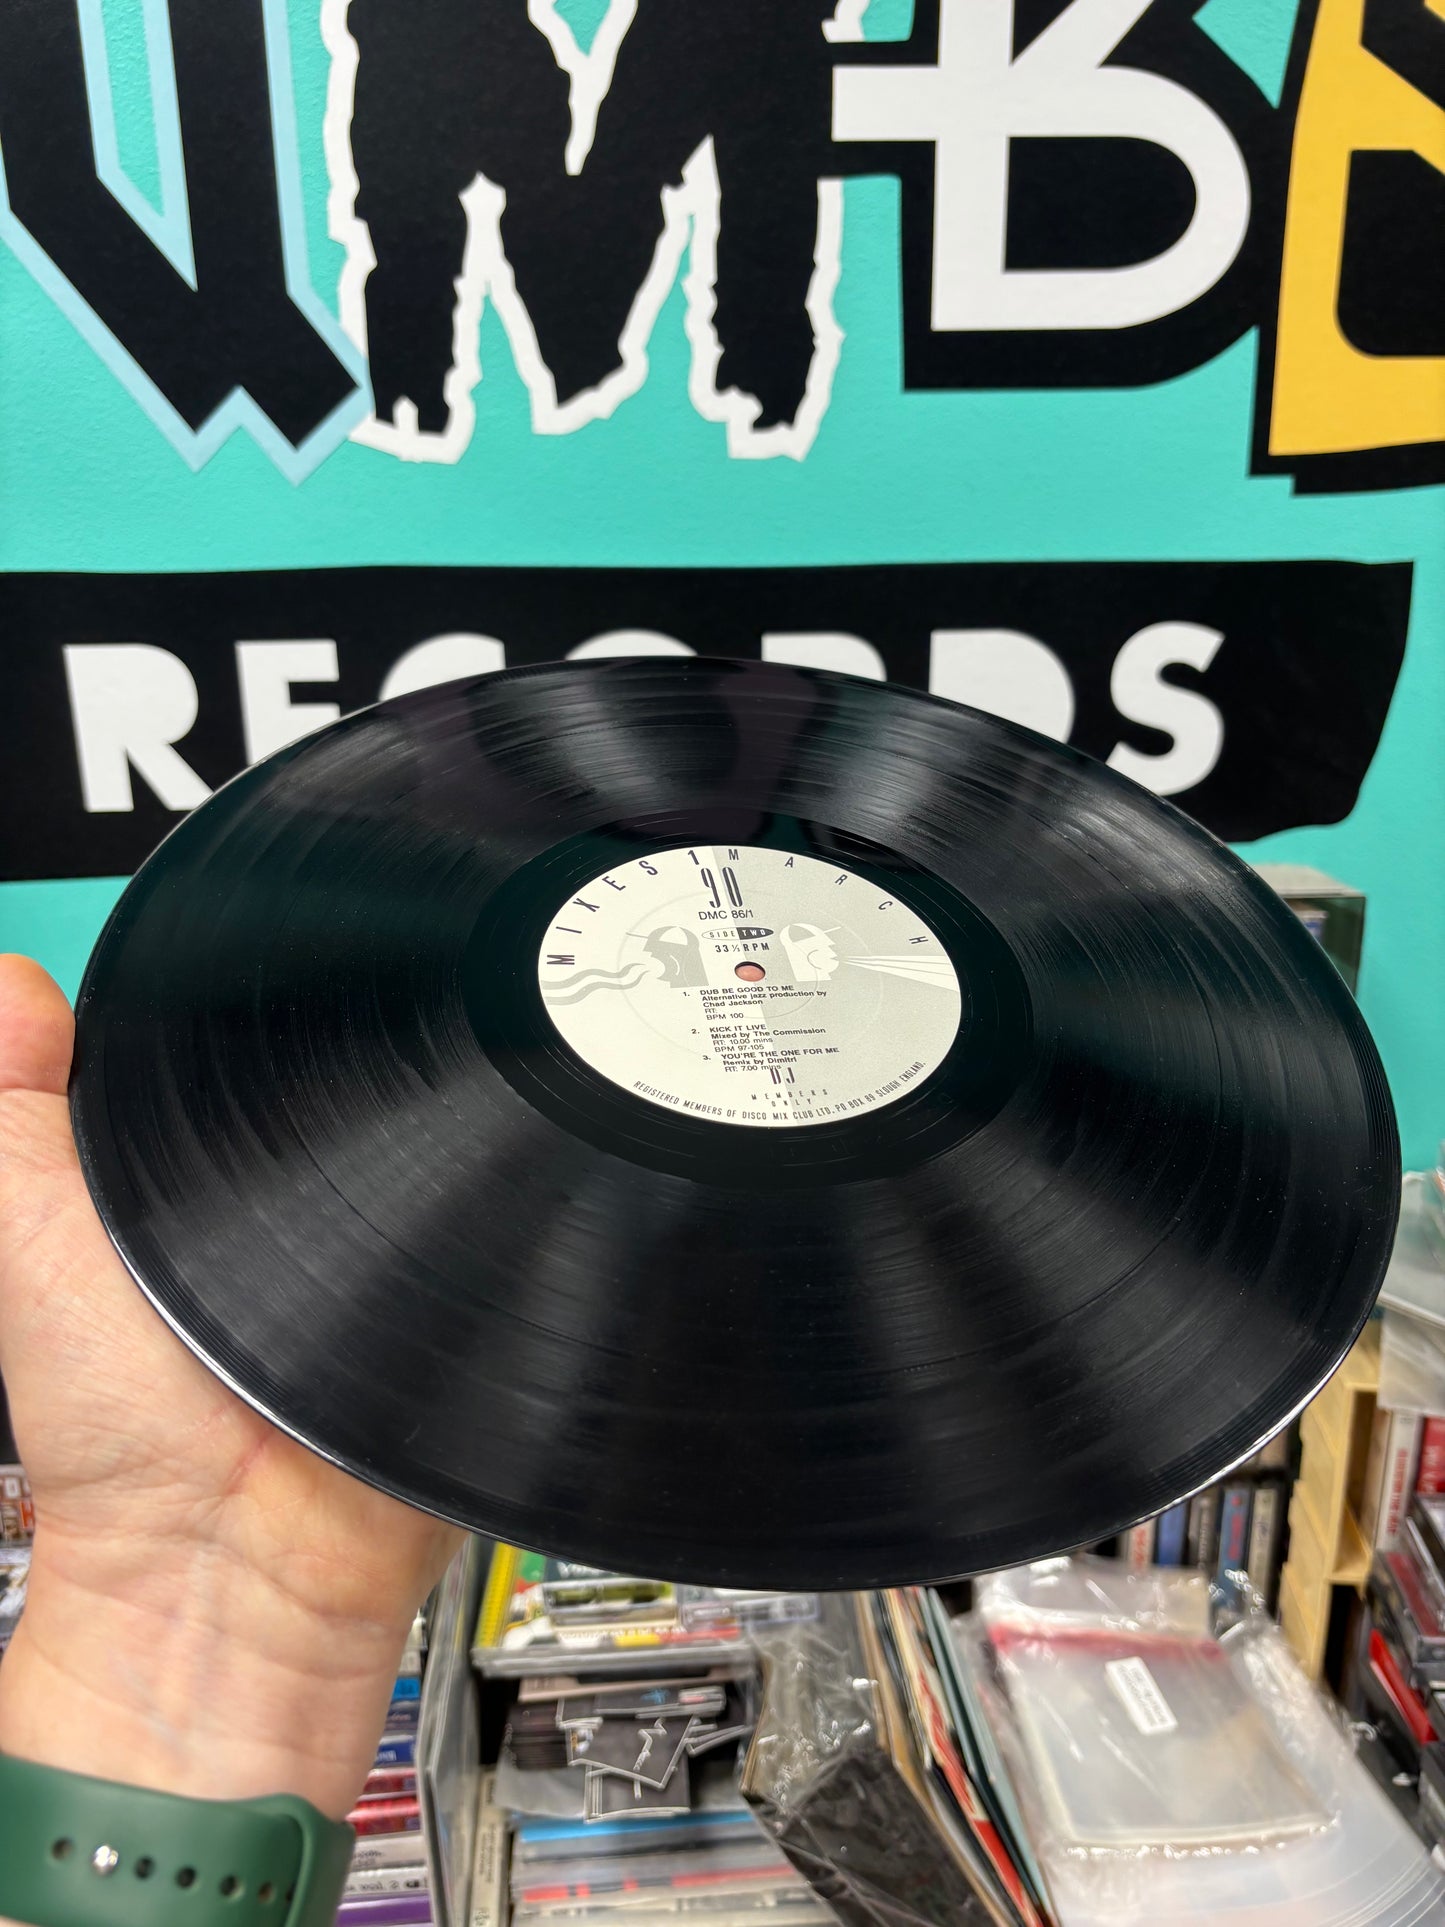 RECORDS
MIXES 1 MARCH
90
DMC 86/1
SIDE TWO
33 ⅓ RPM
1. DUB BE GOOD TO ME
Alternative jazz production by
Chad Jackson
RT:
BPM 100
2. KICK IT LIVE
Mixed by The Commission
RT: 10.00 mins
BPM 97-105
3. YOU'RE THE ONE FOR ME
Remix by Dimitri
RT: 7.00 mins
DJ
MEMBERS
ONLY
REGISTERED MEMBERS OF DISCO MIX CLUB LTD. PO BOX 89 SLOUGH ENGLAND.